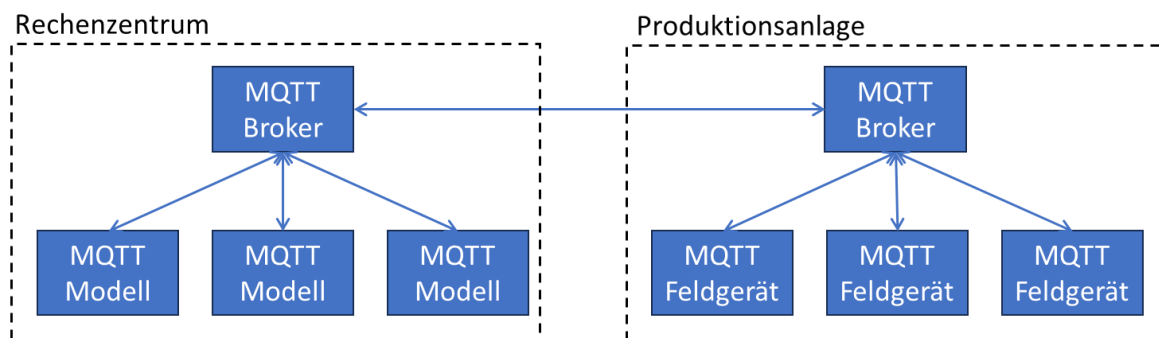 Rechenzentrum
MQTT
Broker
MQTT
Modell
MQTT
Modell
MQTT
Modell
Produktionsanlage
MQTT
Broker
MQTT
Feldgerät
MQTT
Feldgerät
MQTT
Feldgerät